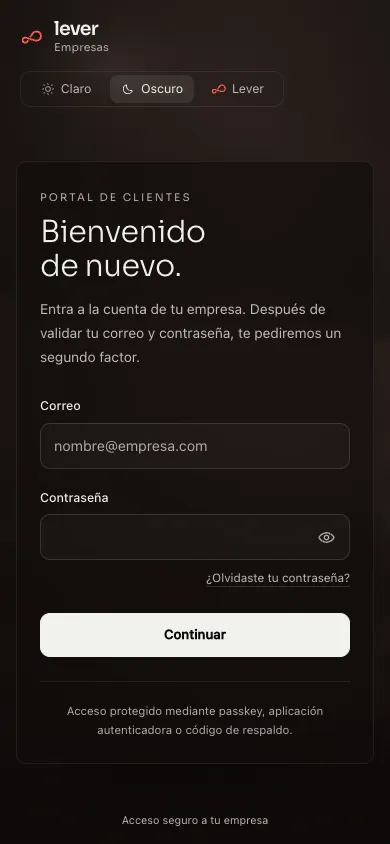 lever
Empresas
Claro
Oscuro
Lever
PORTAL DE CLIENTES
Bienvenido
de nuevo.
Entra a la cuenta de tu empresa. Después de
validar tu correo y contraseña, te pediremos un
segundo factor.
Correo
nombre@empresa.com
Contraseña
¿Olvidaste tu contraseña?
Continuar
Acceso protegido mediante passkey, aplicación
autenticadora o código de respaldo.
Acceso seguro a tu empresa